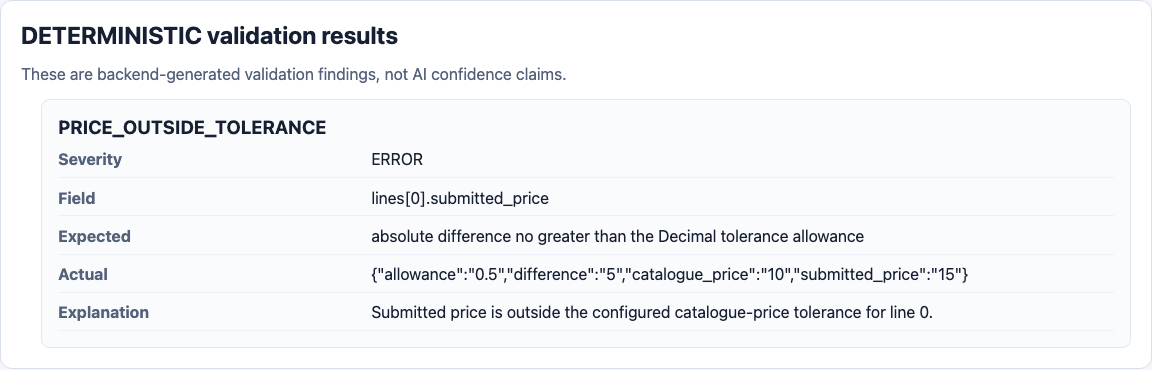 DETERMINISTIC validation results
These are backend-generated validation findings, not AI confidence claims.
PRICE_OUTSIDE_TOLERANCE
Severity ERROR
Field lines[0].submitted_price
Expected absolute difference no greater than the Decimal tolerance allowance
Actual {"allowance":"0.5","difference":"5","catalogue_price":"10","submitted_price":"15"}
Explanation Submitted price is outside the configured catalogue-price tolerance for line 0.